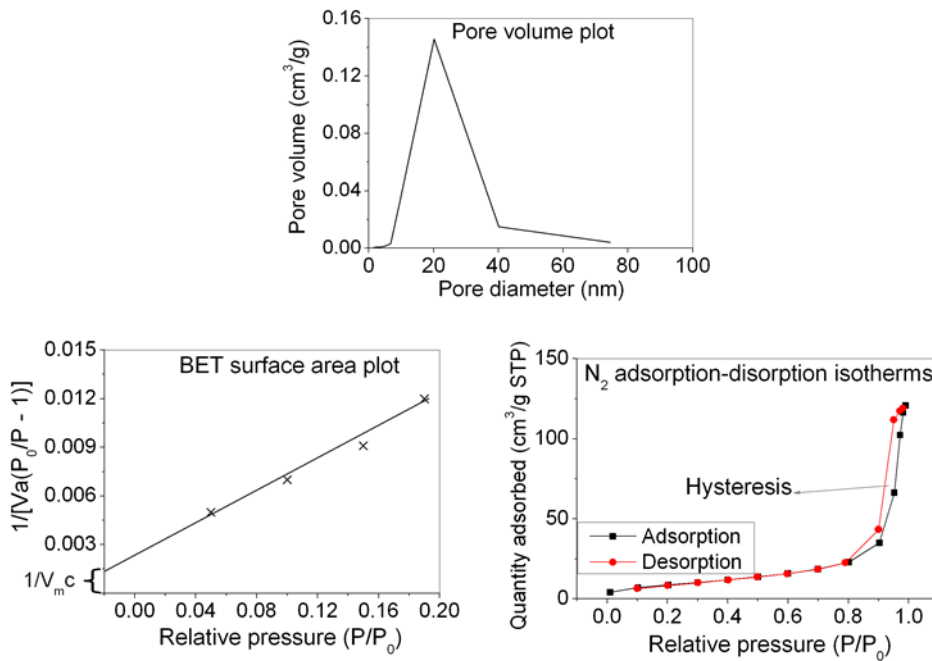 Pore volume plot
Pore volume (cm³/g)
0.16
0.12
0.08
0.04
0.00
0 20 40 60 80 100
Pore diameter (nm)
BET surface area plot
1/[Va(P₀/P - 1)]
0.015
0.012
0.009
0.006
0.003
1/Vₘc
0.00 0.04 0.08 0.12 0.16 0.20
Relative pressure (P/P₀)
N₂ adsorption-disorption isotherms
Quantity adsorbed (cm³/g STP)
150
100
50
0
Hysteresis
Adsorption
Desorption
0.0 0.2 0.4 0.6 0.8 1.0
Relative pressure (P/P₀)